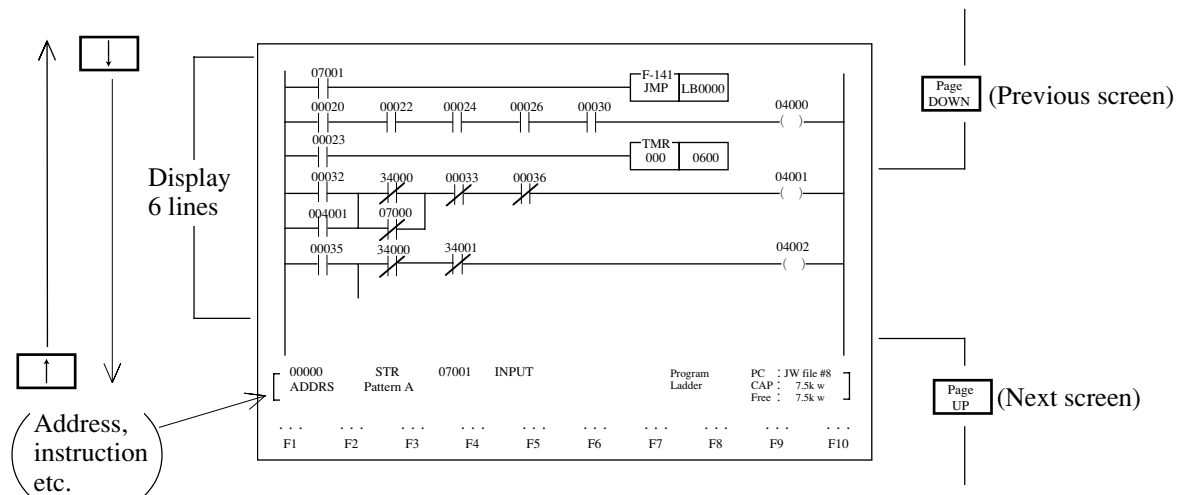 ↓
↑
Display
6 lines
07001
F-141
JMP LB0000
00020 00022 00024 00026 00030 04000
( )
00023
TMR
000 0600
00032 34000 00033 00036 04001
( )
004001 07000
00035 34000 34001 04002
( )
00000 STR 07001 INPUT Program PC : JW file #8
ADDRS Pattern A Ladder CAP : 7.5k w
Free : 7.5k w
... ... ... ... ... ... ... ... ... ...
F1 F2 F3 F4 F5 F6 F7 F8 F9 F10
Address,
instruction
etc.
Page
DOWN (Previous screen)
Page
UP (Next screen)